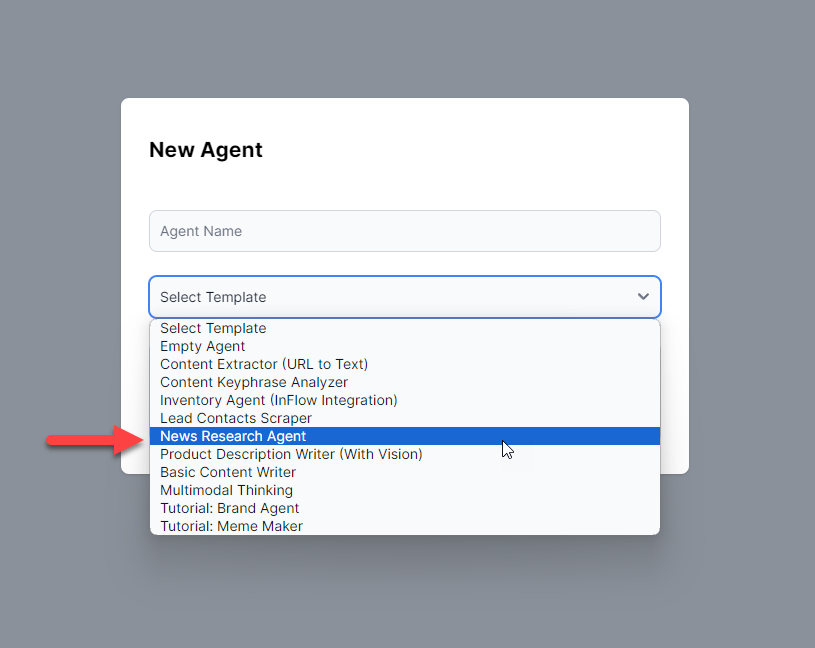 New Agent
Agent Name
Select Template
Select Template
Empty Agent
Content Extractor (URL to Text)
Content Keyphrase Analyzer
Inventory Agent (InFlow Integration)
Lead Contacts Scraper
News Research Agent
Product Description Writer (With Vision)
Basic Content Writer
Multimodal Thinking
Tutorial: Brand Agent
Tutorial: Meme Maker